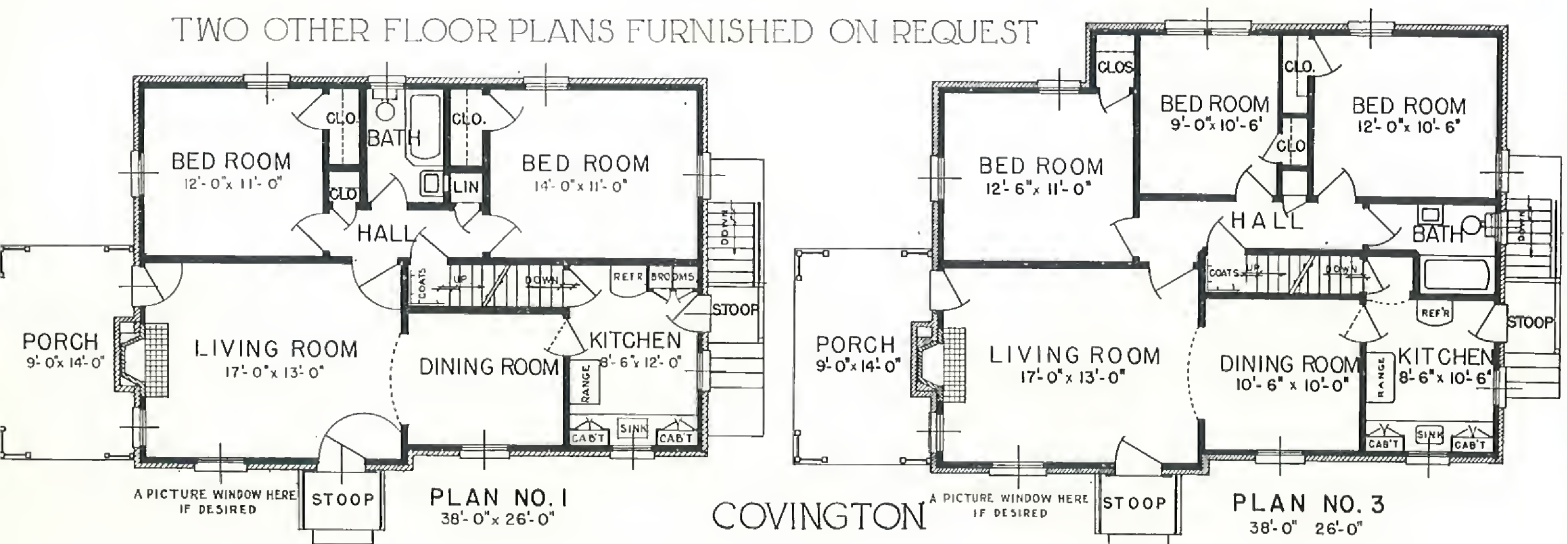 TWO OTHER FLOOR PLANS FURNISHED ON REQUEST
CLO.
BATH
CLO.
BED ROOM
12'-0" x 11'-0"
CLO
LIN
BED ROOM
14'-0" x 11'-0"
HALL
DOWN
COATS
UP
DOWN
REFR
BROOMS
STOOP
PORCH
9'-0" x 14'-0"
LIVING ROOM
17'-0" x 13'-0"
DINING ROOM
KITCHEN
8'-6" x 12'-0"
RANGE
CAB'T
SINK
CAB'T
A PICTURE WINDOW HERE
IF DESIRED
STOOP
PLAN NO. 1
38'-0" x 26'-0"
COVINGTON
CLOS
BED ROOM
9'-0" x 10'-6'
CLO.
BED ROOM
12'-0" x 10'-6"
CLO
BED ROOM
12'-6" x 11'-0"
HALL
BATH
DOWN
COATS
UP
DOWN
REF'R
STOOP
PORCH
9'-0" x 14'-0"
LIVING ROOM
17'-0" x 13'-0"
DINING ROOM
10'-6" x 10'-0"
RANGE
KITCHEN
8'-6" x 10'-6"
CAB'T
SINK
CAB'T
A PICTURE WINDOW HERE
IF DESIRED
STOOP
PLAN NO. 3
38'-0" 26'-0"